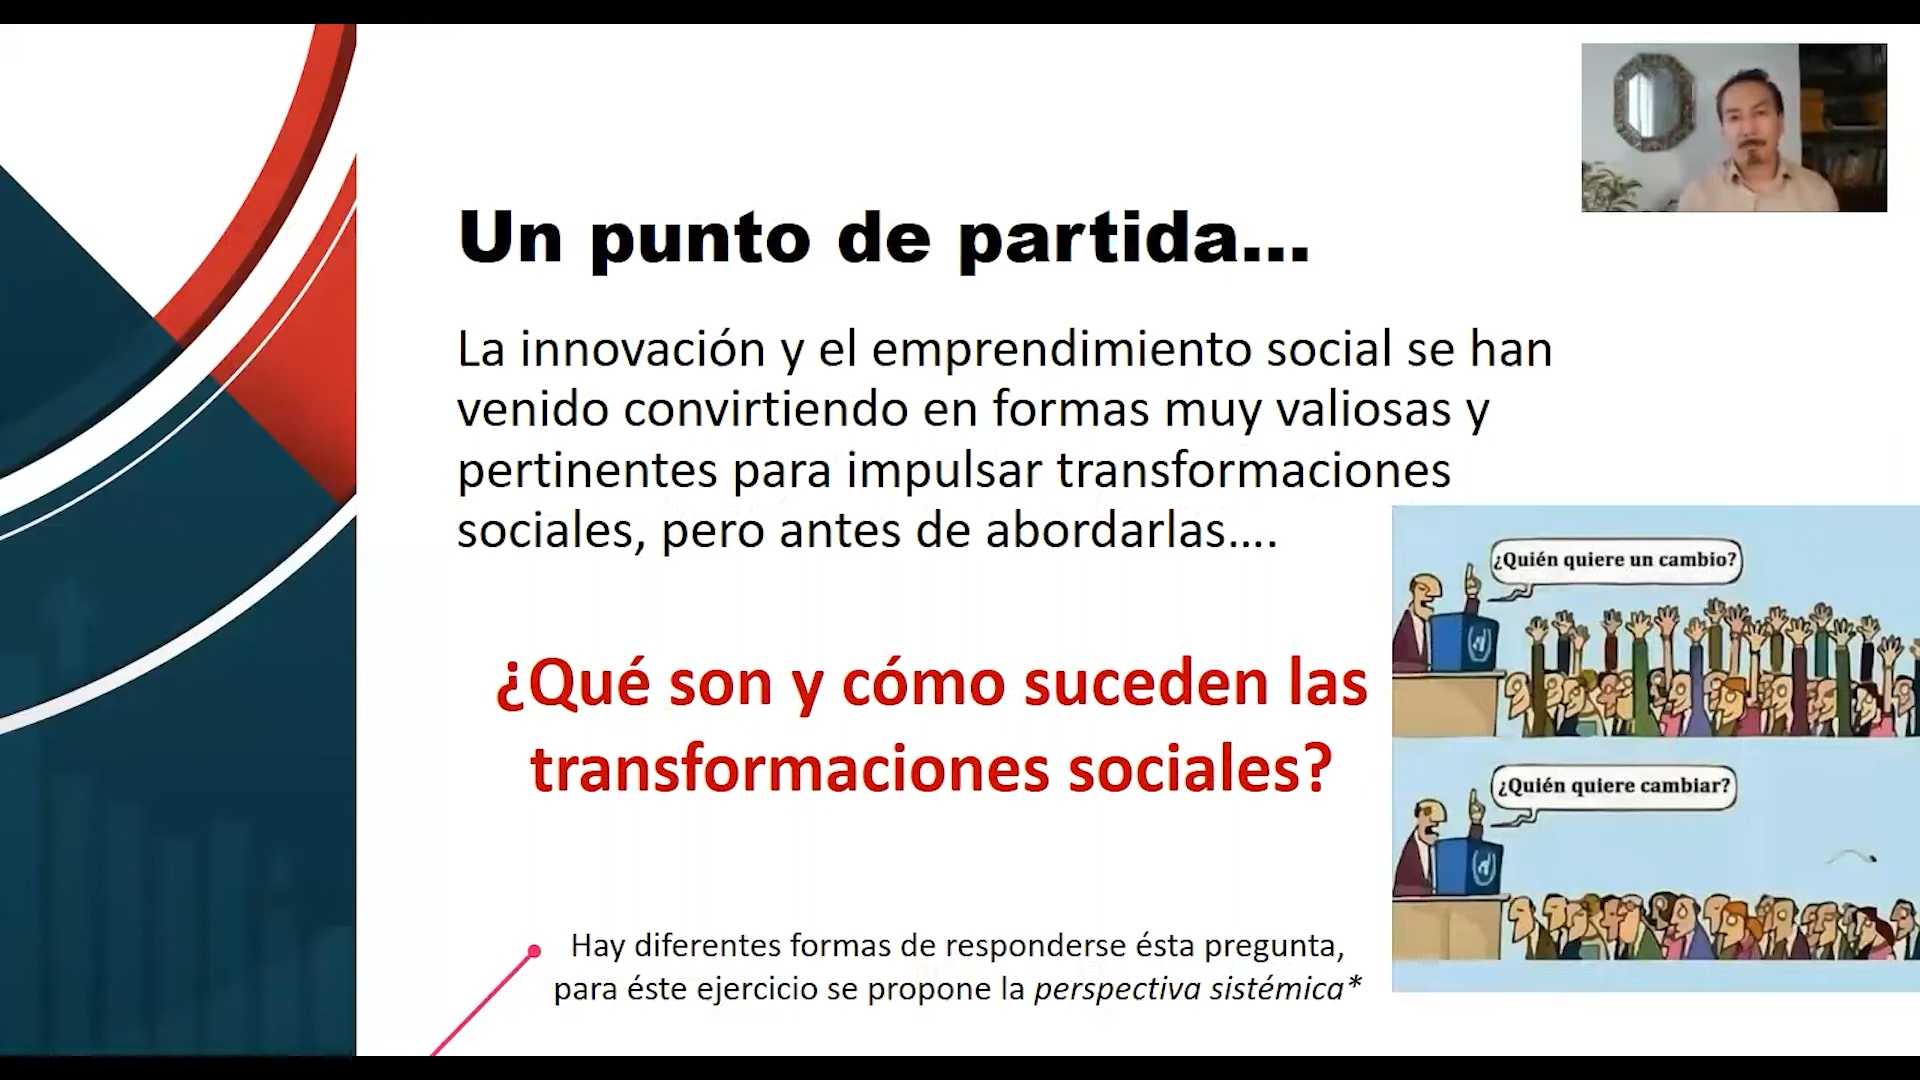 Un punto de partida...
La innovación y el emprendimiento social se han
venido convirtiendo en formas muy valiosas y
pertinentes para impulsar transformaciones
sociales, pero antes de abordarlas....
¿Quién quiere un cambio?
¿Qué son y cómo suceden las
transformaciones sociales?
¿Quién quiere cambiar?
Hay diferentes formas de responderse ésta pregunta,
para éste ejercicio se propone la perspectiva sistémica*